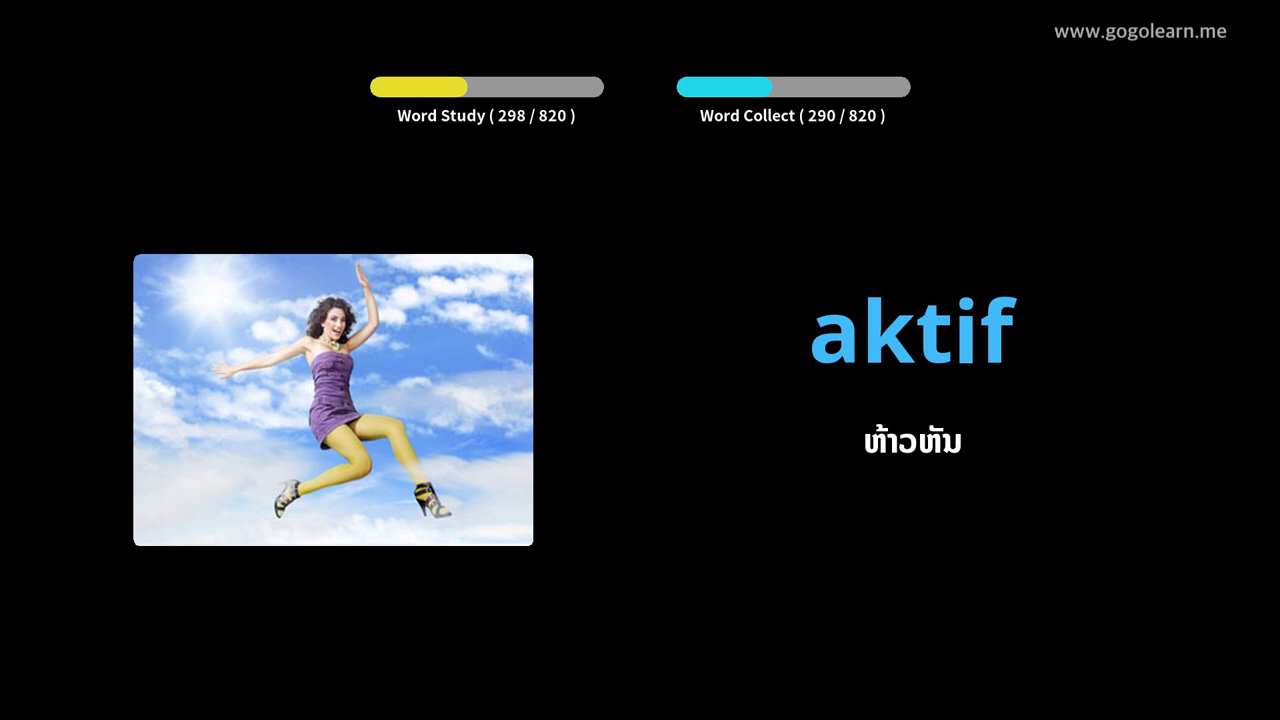 www.gogolearn.me
Word Study ( 298 / 820 )
Word Collect ( 290 / 820 )
aktif
ຫ້າວຫັນ